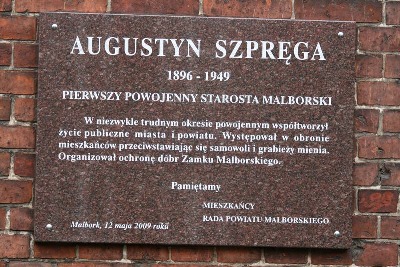 AUGUSTYN SZPRĘGA
1896 - 1949
PIERWSZY POWOJENNY STAROSTA MALBORSKI
W niezwykle trudnym okresie powojennym współtworzył
życie publiczne miasta i powiatu. Występował w obronie
mieszkańców przeciwstawiając się samowoli i grabieży mienia.
Organizował ochronę dóbr Zamku Malborskiego.
Pamiętamy
MIESZKAŃCY
RADA POWIATU MALBORSKIEGO
Malbork, 12 maja 2009 roku